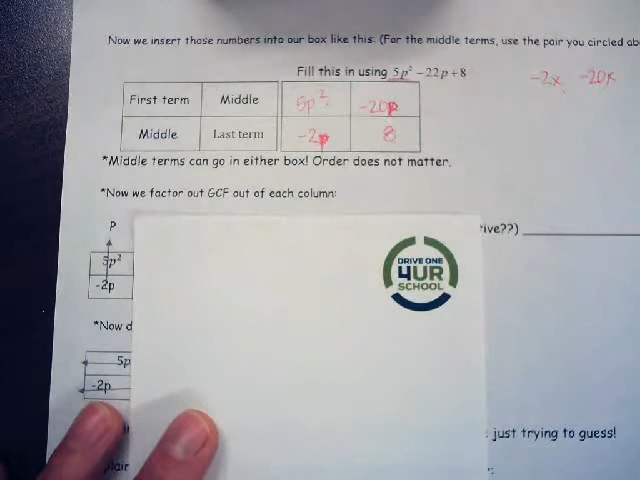 Now we insert those numbers into our box like this: (For the middle terms, use the pair you circled
Fill this in using 5p² − 22p + 8
-2x -20x
First term Middle 5p² -20p
Middle Last term -2p 8
*Middle terms can go in either box! Order does not matter.
*Now we factor out GCF out of each column:
P
5p²
-2p
DRIVE ONE
4UR
SCHOOL
*Now
5p
-2p
just trying to guess!